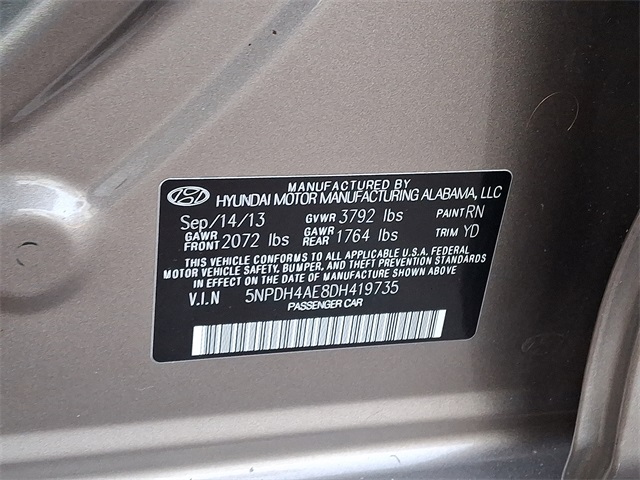 MANUFACTURED BY
HYUNDAI MOTOR MANUFACTURING ALABAMA, LLC
Sep/14/13 GVWR 3792 lbs PAINT RN
GAWR FRONT 2072 lbs GAWR REAR 1764 lbs TRIM YD
THIS VEHICLE CONFORMS TO ALL APPLICABLE U.S.A. FEDERAL
MOTOR VEHICLE SAFETY, BUMPER, AND THEFT PREVENTION STANDARDS
IN EFFECT ON THE DATE OF MANUFACTURE SHOWN ABOVE
V.I.N 5NPDH4AE8DH419735
PASSENGER CAR